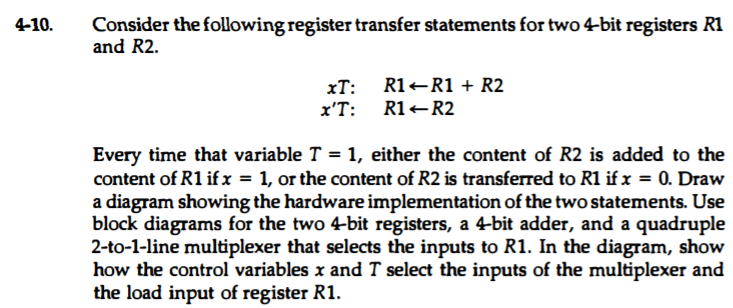 4-10. Consider the following register transfer statements for two 4-bit registers R1
and R2.
xT: R1←R1 + R2
x'T: R1←R2
Every time that variable T = 1, either the content of R2 is added to the
content of R1 if x = 1, or the content of R2 is transferred to R1 if x = 0. Draw
a diagram showing the hardware implementation of the two statements. Use
block diagrams for the two 4-bit registers, a 4-bit adder, and a quadruple
2-to-1-line multiplexer that selects the inputs to R1. In the diagram, show
how the control variables x and T select the inputs of the multiplexer and
the load input of register R1.